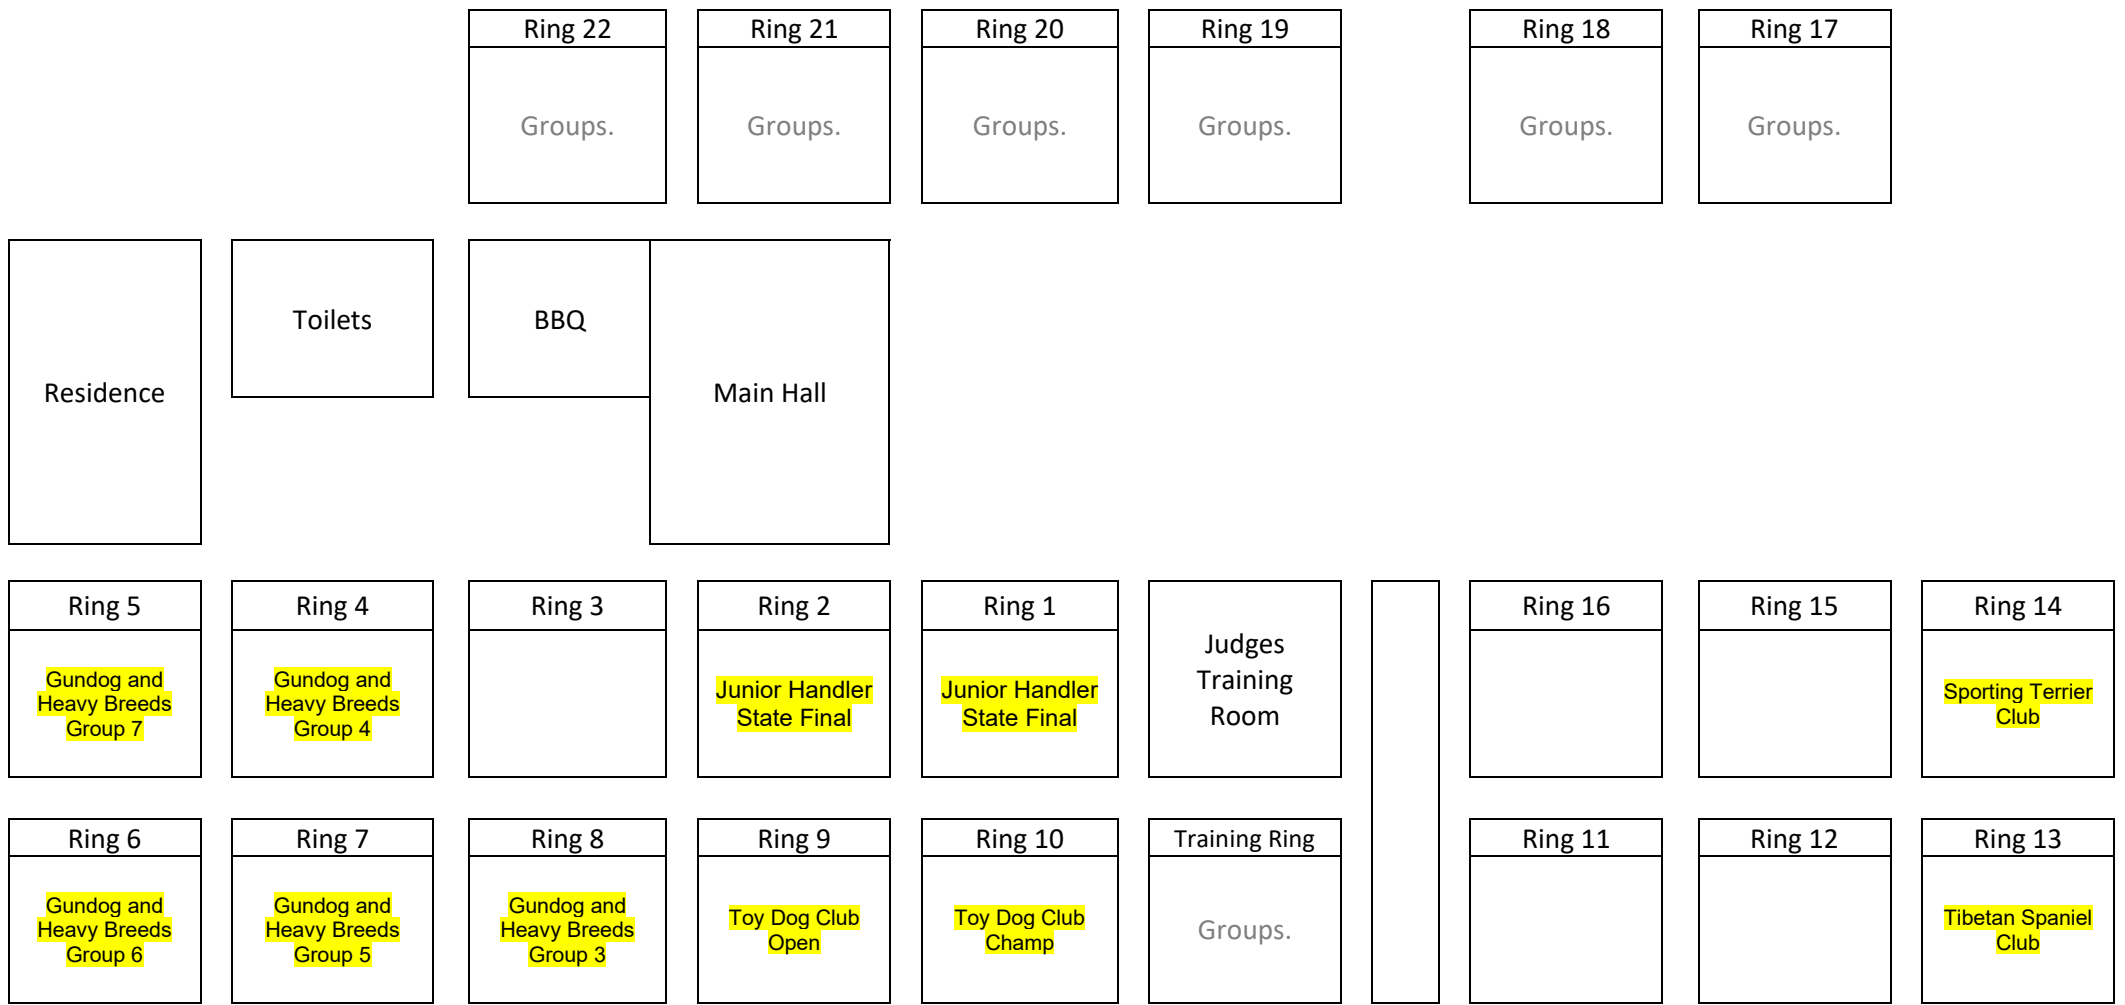 Ring 22
Ring 21
Ring 20
Ring 19
Ring 18
Ring 17
Groups.
Groups.
Groups.
Groups.
Groups.
Groups.
Residence
Toilets
BBQ
Main Hall
Ring 5
Ring 4
Ring 3
Ring 2
Ring 1
Judges
Training
Room
Ring 16
Ring 15
Ring 14
Gundog and
Heavy Breeds
Group 7
Gundog and
Heavy Breeds
Group 4
Junior Handler
State Final
Junior Handler
State Final
Sporting Terrier
Club
Ring 6
Ring 7
Ring 8
Ring 9
Ring 10
Training Ring
Ring 11
Ring 12
Ring 13
Gundog and
Heavy Breeds
Group 6
Gundog and
Heavy Breeds
Group 5
Gundog and
Heavy Breeds
Group 3
Toy Dog Club
Open
Toy Dog Club
Champ
Groups.
Tibetan Spaniel
Club